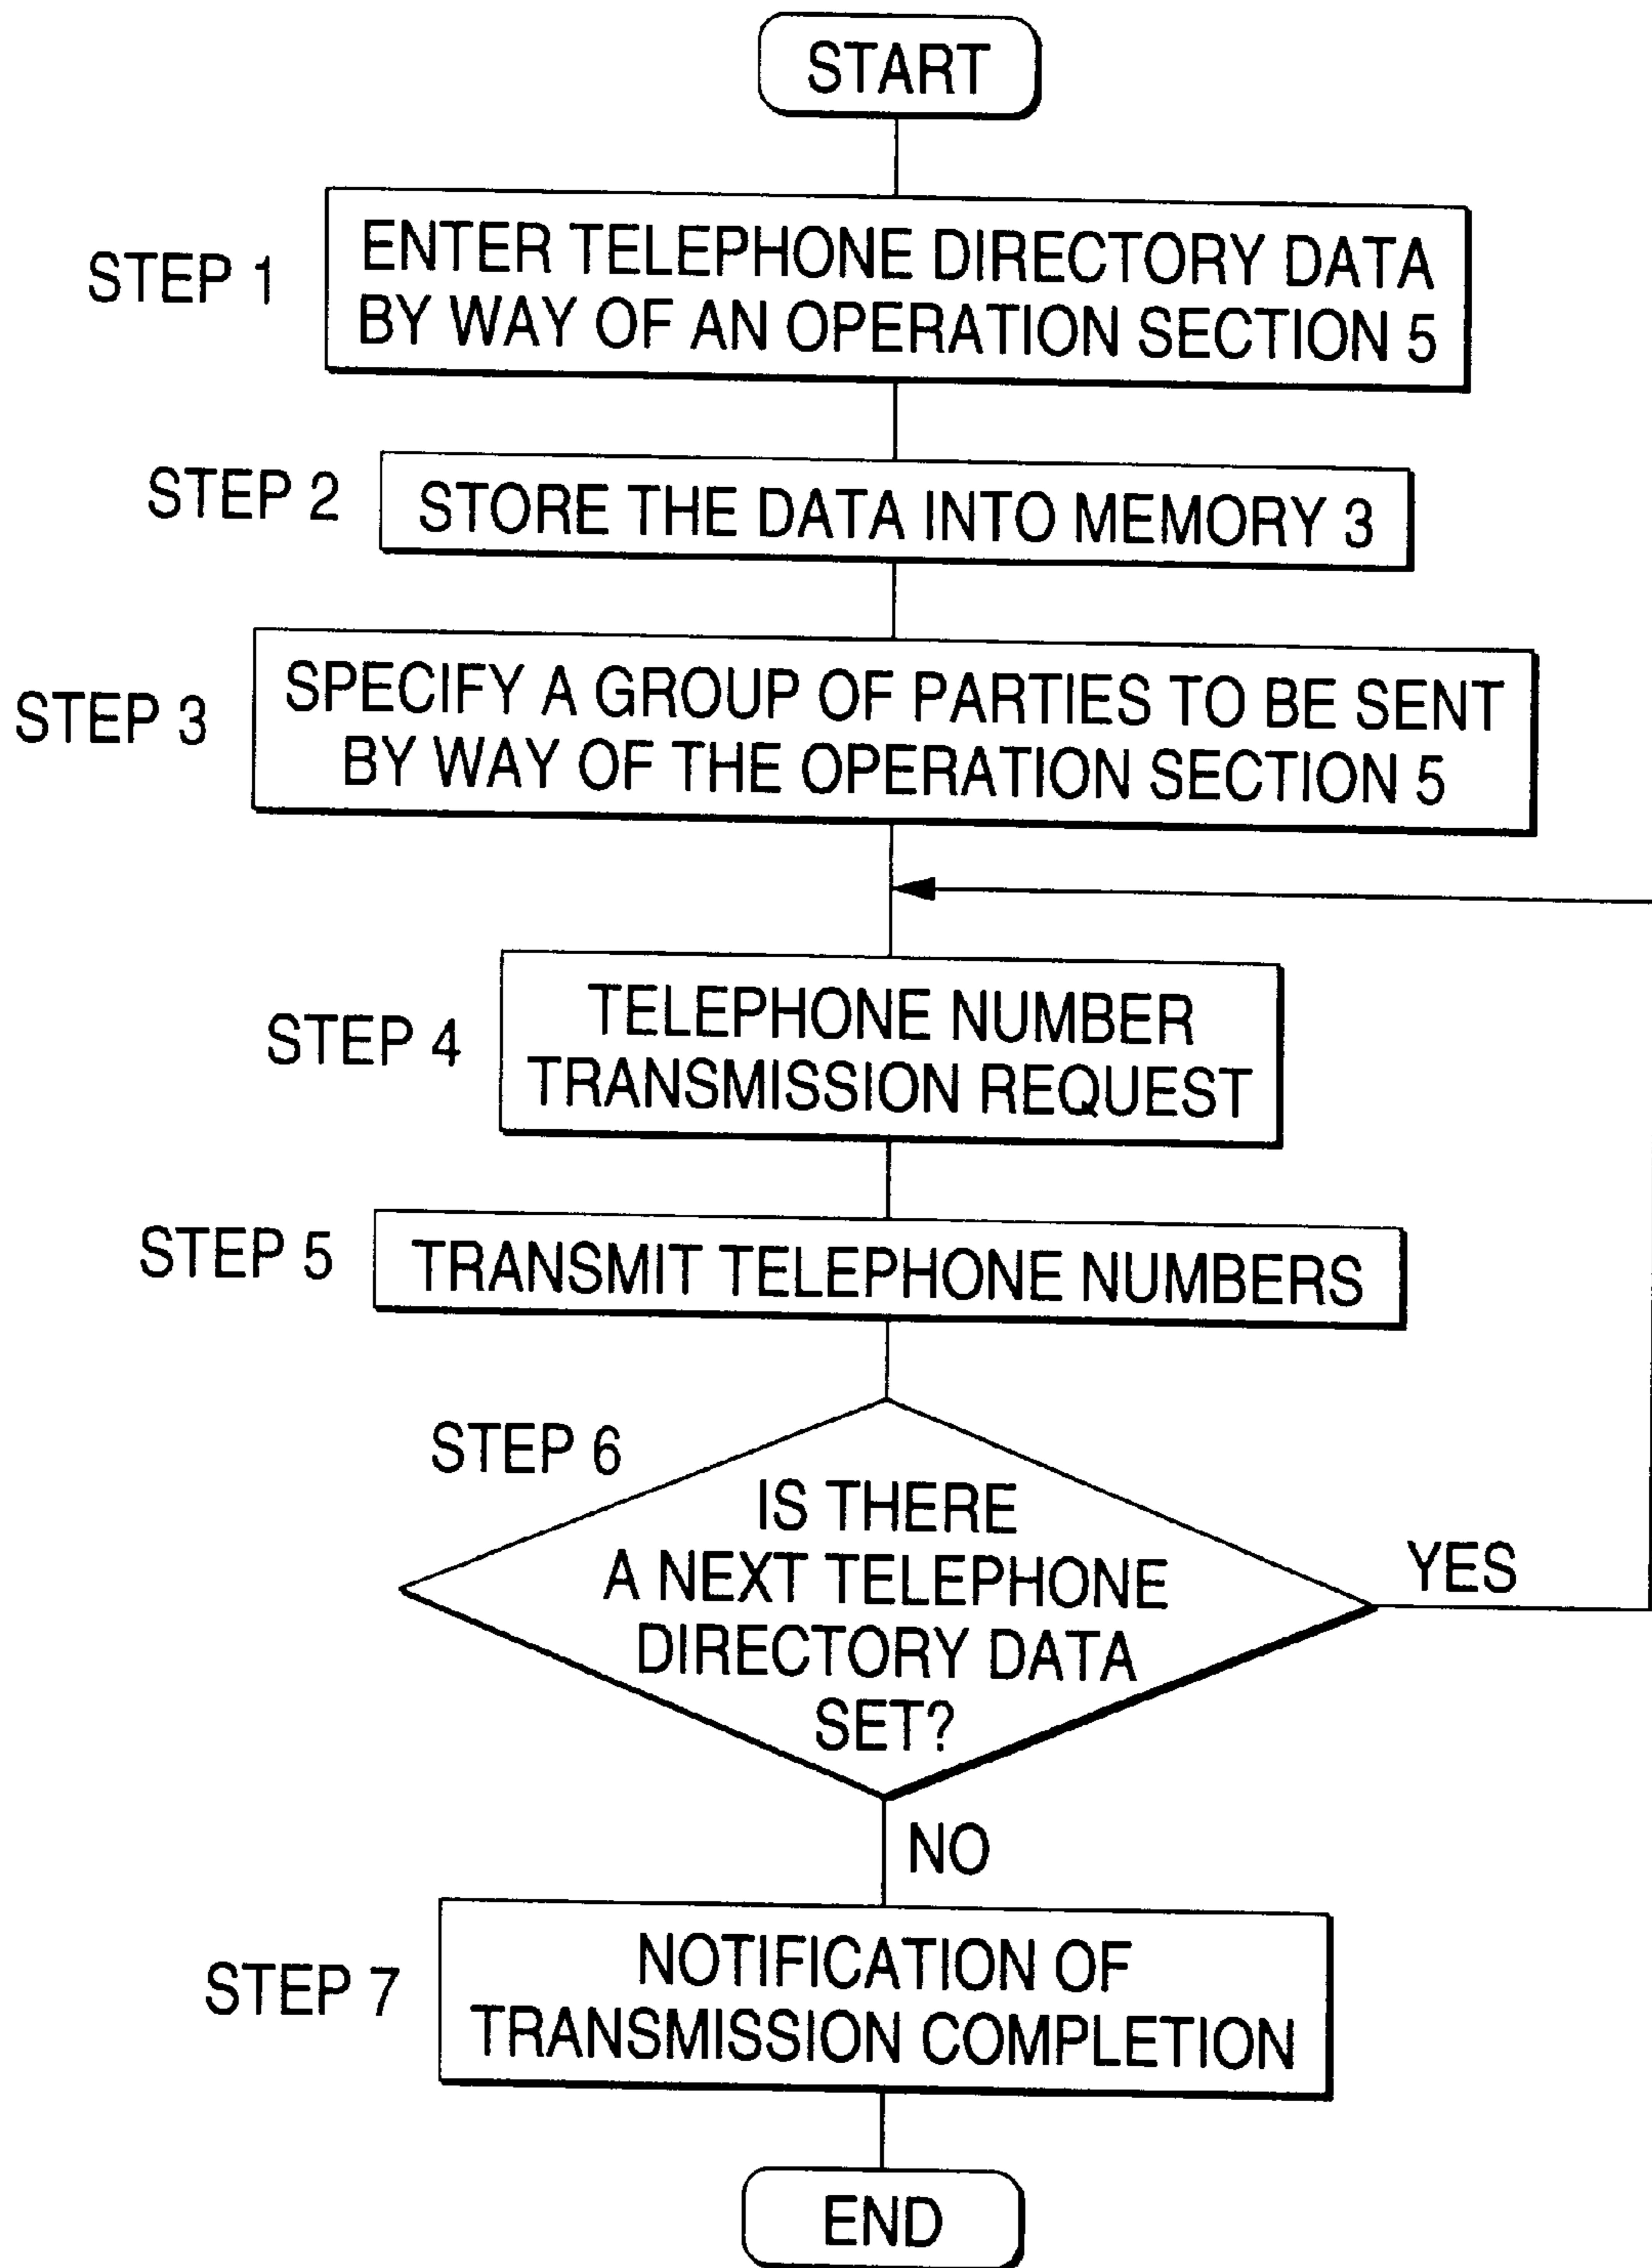 START
STEP 1
ENTER TELEPHONE DIRECTORY DATA
BY WAY OF AN OPERATION SECTION 5
STEP 2
STORE THE DATA INTO MEMORY 3
STEP 3
SPECIFY A GROUP OF PARTIES TO BE SENT
BY WAY OF THE OPERATION SECTION 5
STEP 4
TELEPHONE NUMBER
TRANSMISSION REQUEST
STEP 5
TRANSMIT TELEPHONE NUMBERS
STEP 6
IS THERE
A NEXT TELEPHONE
DIRECTORY DATA
SET?
YES
NO
STEP 7
NOTIFICATION OF
TRANSMISSION COMPLETION
END